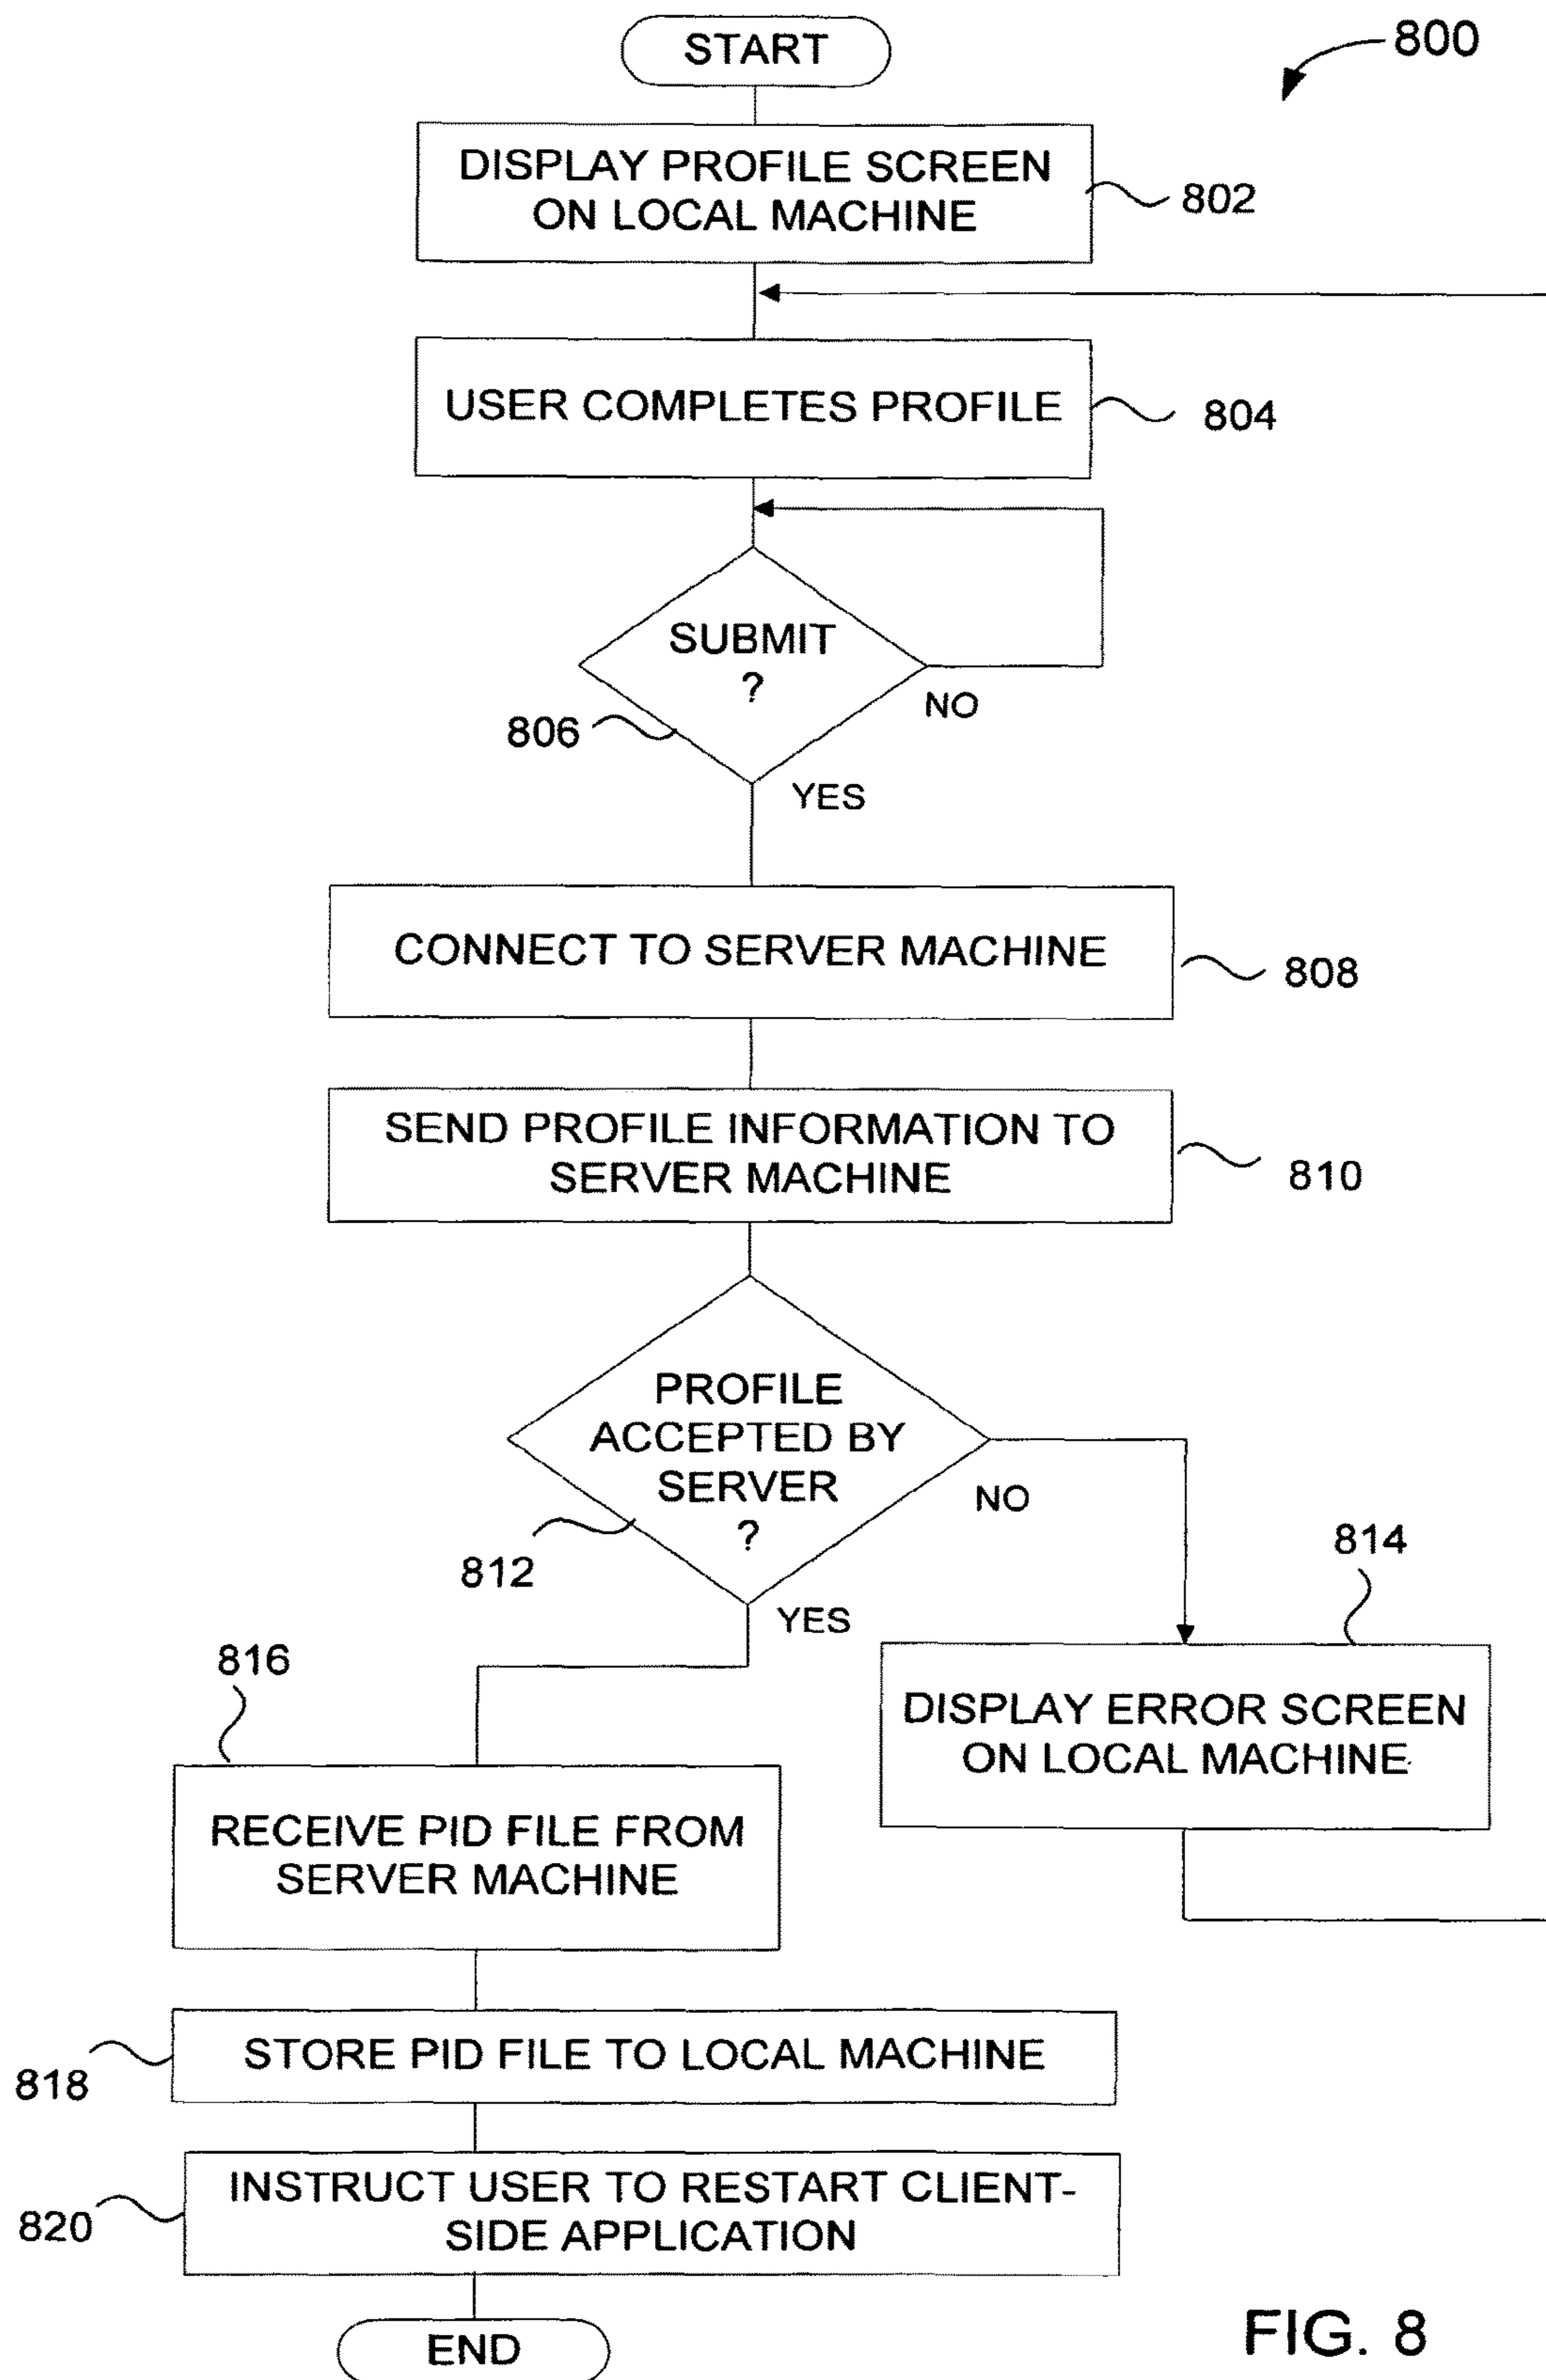 START
800
DISPLAY PROFILE SCREEN
ON LOCAL MACHINE
802
USER COMPLETES PROFILE
804
SUBMIT
?
NO
806
YES
CONNECT TO SERVER MACHINE
808
SEND PROFILE INFORMATION TO
SERVER MACHINE
810
PROFILE
ACCEPTED BY
SERVER
?
NO
812
YES
814
DISPLAY ERROR SCREEN
ON LOCAL MACHINE
816
RECEIVE PID FILE FROM
SERVER MACHINE
STORE PID FILE TO LOCAL MACHINE
818
INSTRUCT USER TO RESTART CLIENT-
SIDE APPLICATION
820
END
FIG. 8